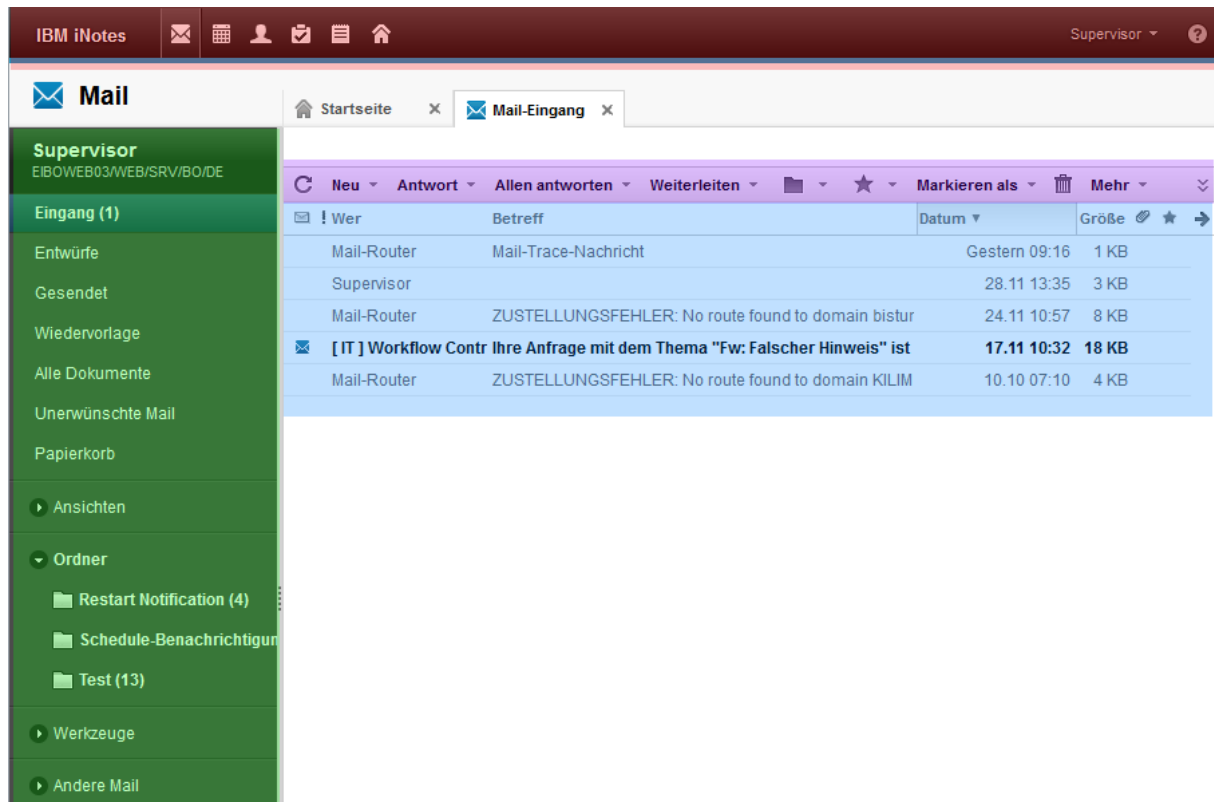 IBM iNotes Supervisor
Mail
Startseite Mail-Eingang
Supervisor
EIBOWEB03/WEB/SRV/BO/DE
Eingang (1)
Entwürfe
Gesendet
Wiedervorlage
Alle Dokumente
Unerwünschte Mail
Papierkorb
Ansichten
Ordner
Restart Notification (4)
Schedule-Benachrichtigun
Test (13)
Werkzeuge
Andere Mail
Neu Antwort Allen antworten Weiterleiten Markieren als Mehr
! Wer Betreff Datum Größe
Mail-Router Mail-Trace-Nachricht Gestern 09:16 1 KB
Supervisor 28.11 13:35 3 KB
Mail-Router ZUSTELLUNGSFEHLER: No route found to domain bistur 24.11 10:57 8 KB
[ IT ] Workflow Contr Ihre Anfrage mit dem Thema "Fw: Falscher Hinweis" ist 17.11 10:32 18 KB
Mail-Router ZUSTELLUNGSFEHLER: No route found to domain KILIM 10.10 07:10 4 KB